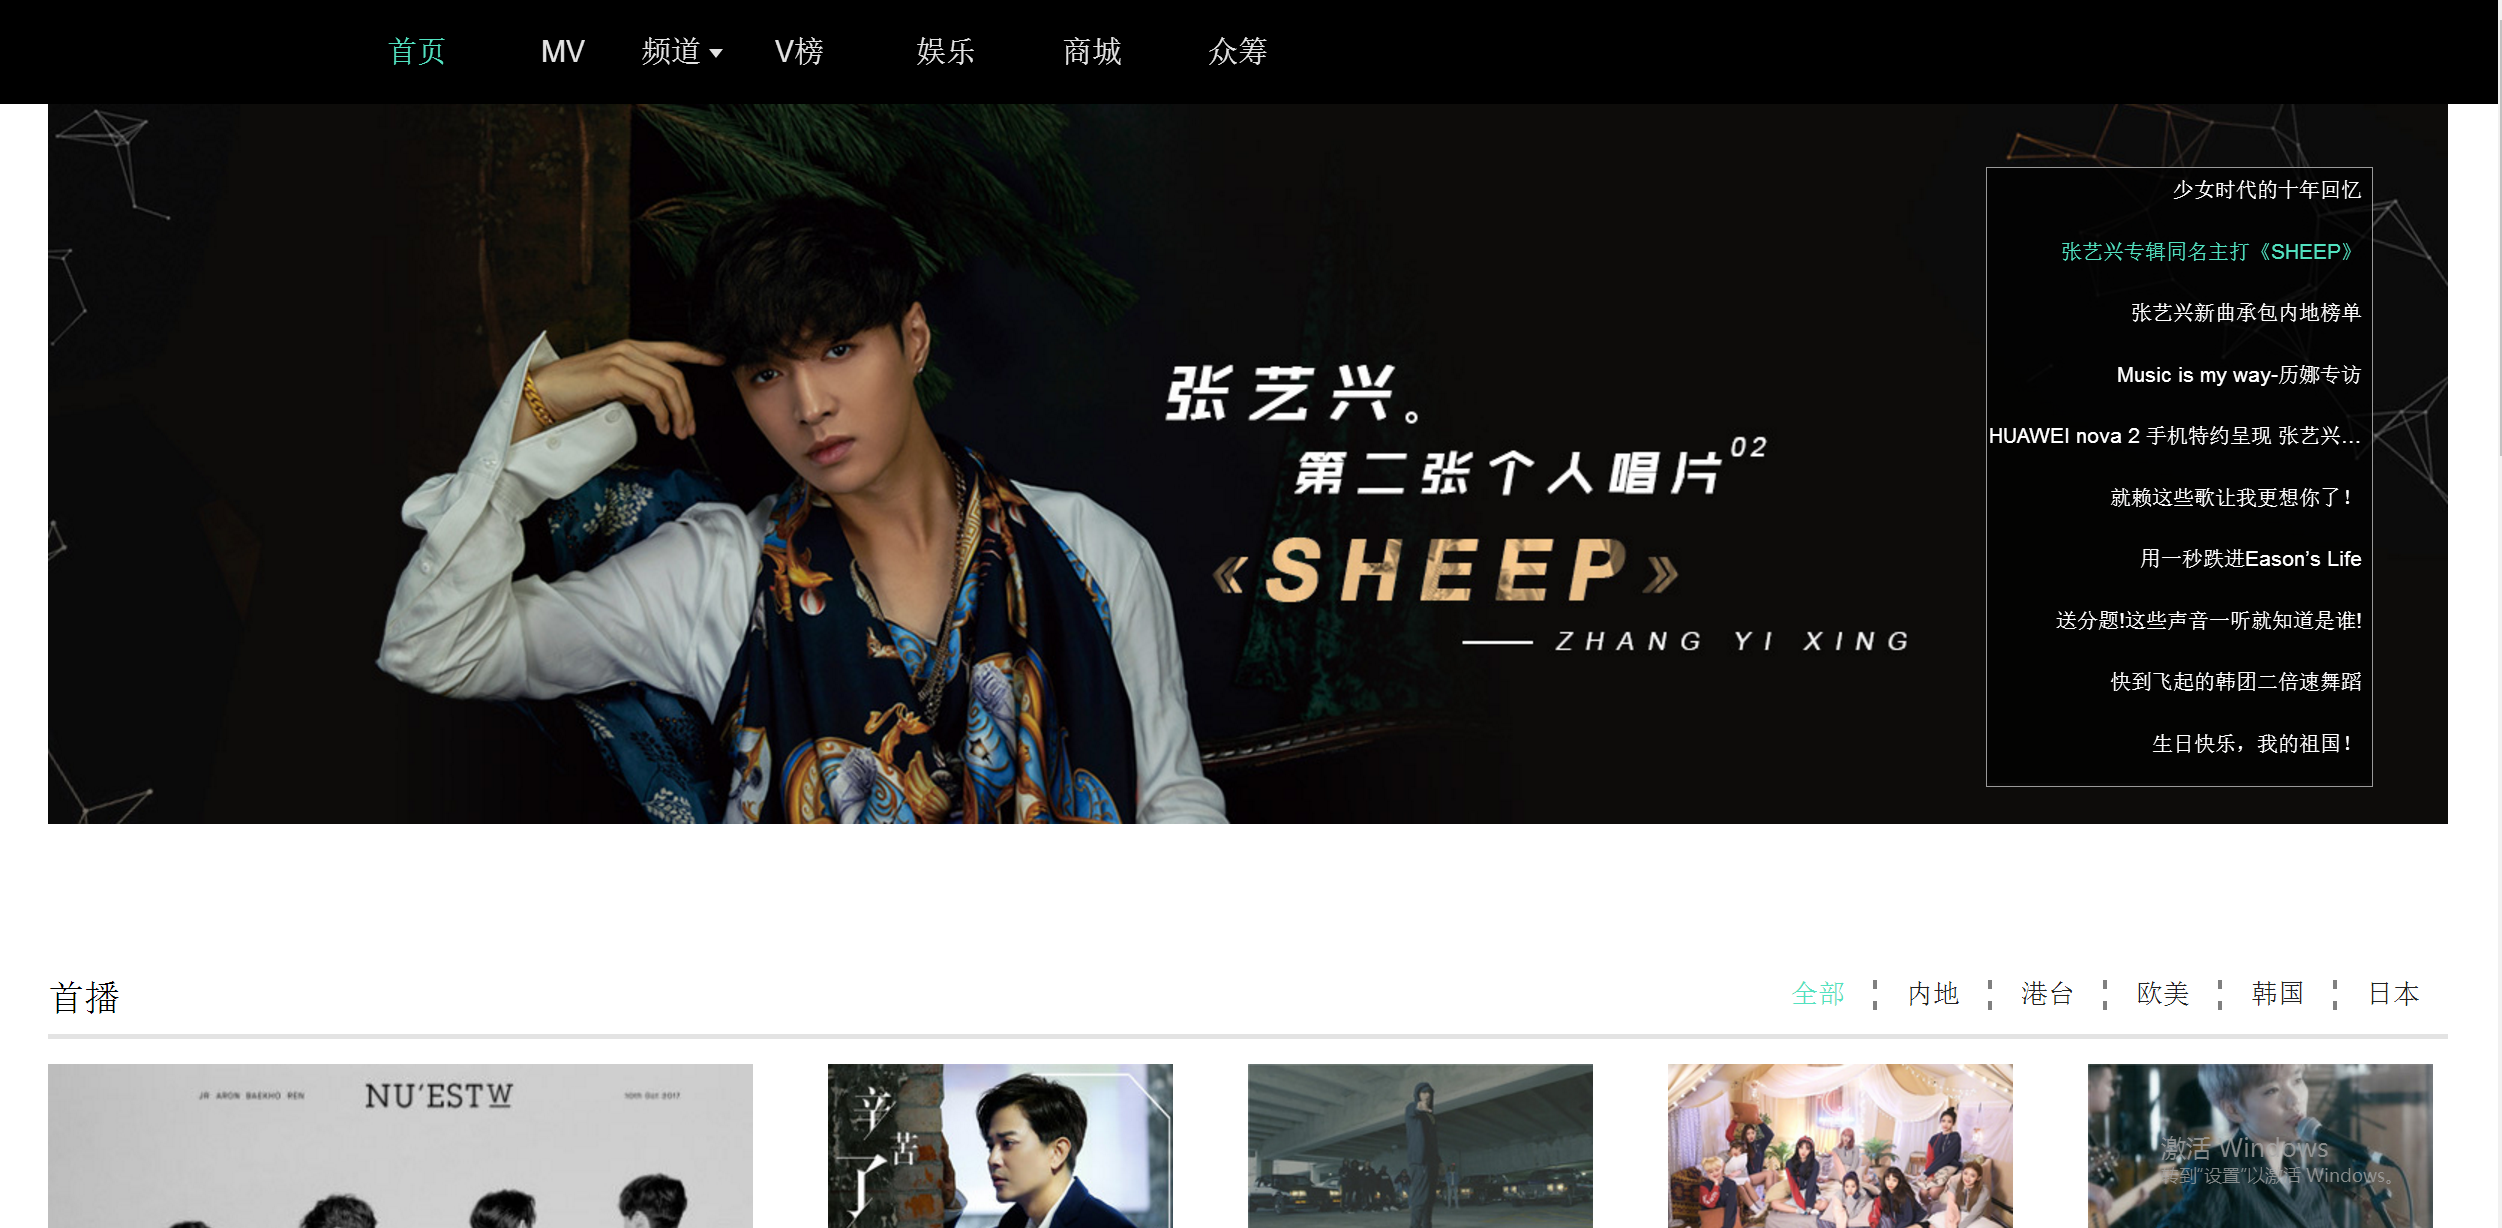 首页 MV 频道 V榜 娱乐 商城 众筹
少女时代的十年回忆
张艺兴专辑同名主打《SHEEP》
张艺兴新曲承包内地榜单
Music is my way-历娜专访
HUAWEI nova 2 手机特约呈现 张艺兴...
就赖这些歌让我更想你了！
用一秒跌进Eason's Life
送分题!这些声音一听就知道是谁!
快到飞起的韩团二倍速舞蹈
生日快乐，我的祖国！
张艺兴。
第二张个人唱片02
《SHEEP》
ZHANG YI XING
首播
全部 内地 港台 欧美 韩国 日本
JR ARON BAEKHO REN
NU'EST W
10th Oct 2017
辛苦了
激活 Windows
转到"设置"以激活 Windows。